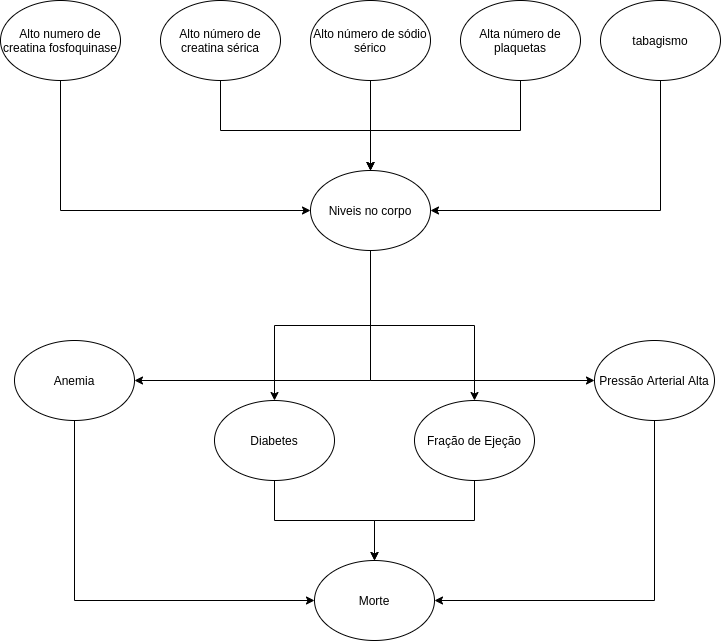 Alto numero de
creatina fosfoquinase
Alto número de
creatina sérica
Alto número de sódio
sérico
Alta número de
plaquetas
tabagismo
Niveis no corpo
Anemia
Pressão Arterial Alta
Diabetes
Fração de Ejeção
Morte